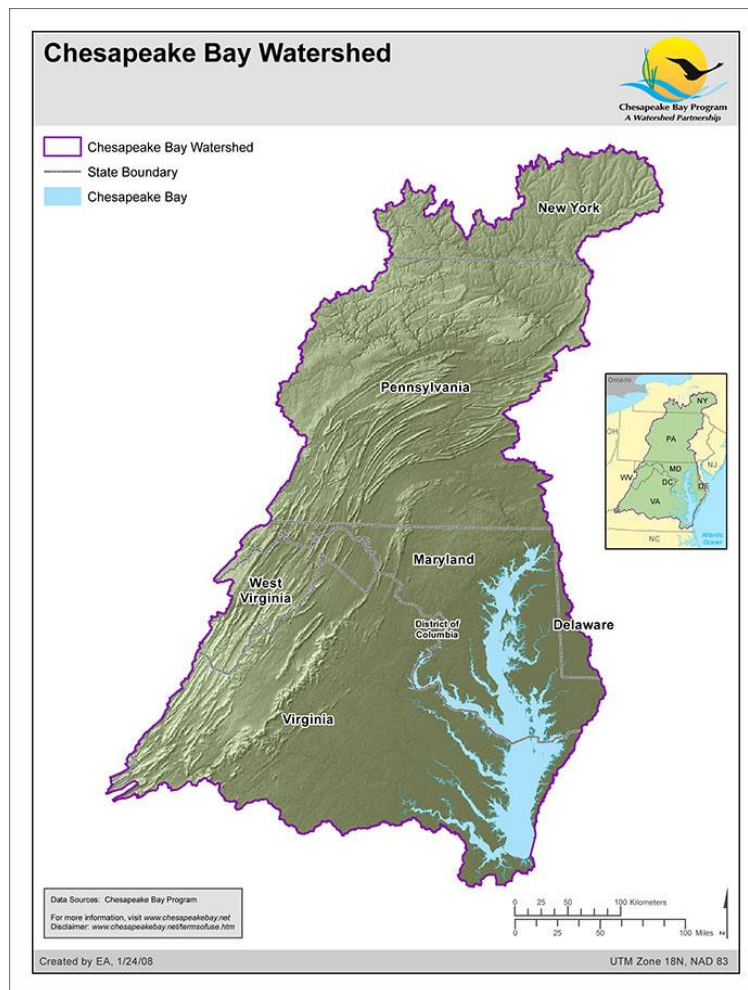 Chesapeake Bay Watershed
Chesapeake Bay Program
A Watershed Partnership
Chesapeake Bay Watershed
State Boundary
Chesapeake Bay
New York
Pennsylvania
Ontario
NY
OH
PA
NJ
WV
MD
DC
DE
VA
NC
Atlantic
Ocean
Maryland
West
Virginia
District of
Columbia
Delaware
Virginia
Data Sources: Chesapeake Bay Program
For more information, visit www.chesapeakebay.net
Disclaimer: www.chesapeakebay.net/termsofuse.htm
0 25 50 100 Kilometers
0 25 50 100 Miles
N
Created by EA, 1/24/08
UTM Zone 18N, NAD 83